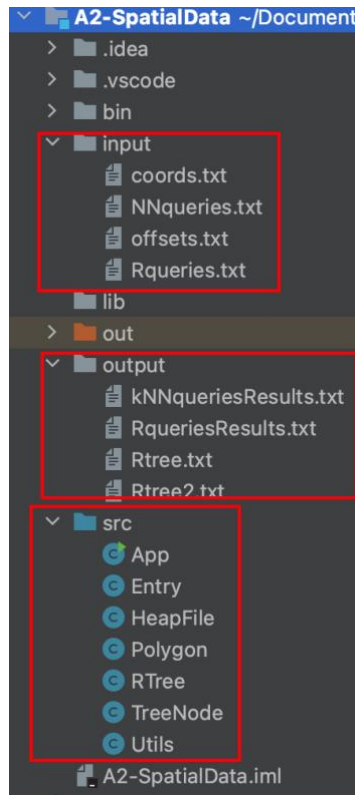 A2-SpatialData ~/Document
.idea
.vscode
bin
input
coords.txt
NNqueries.txt
offsets.txt
Rqueries.txt
lib
out
output
kNNqueriesResults.txt
RqueriesResults.txt
Rtree.txt
Rtree2.txt
src
App
Entry
HeapFile
Polygon
RTree
TreeNode
Utils
A2-SpatialData.iml